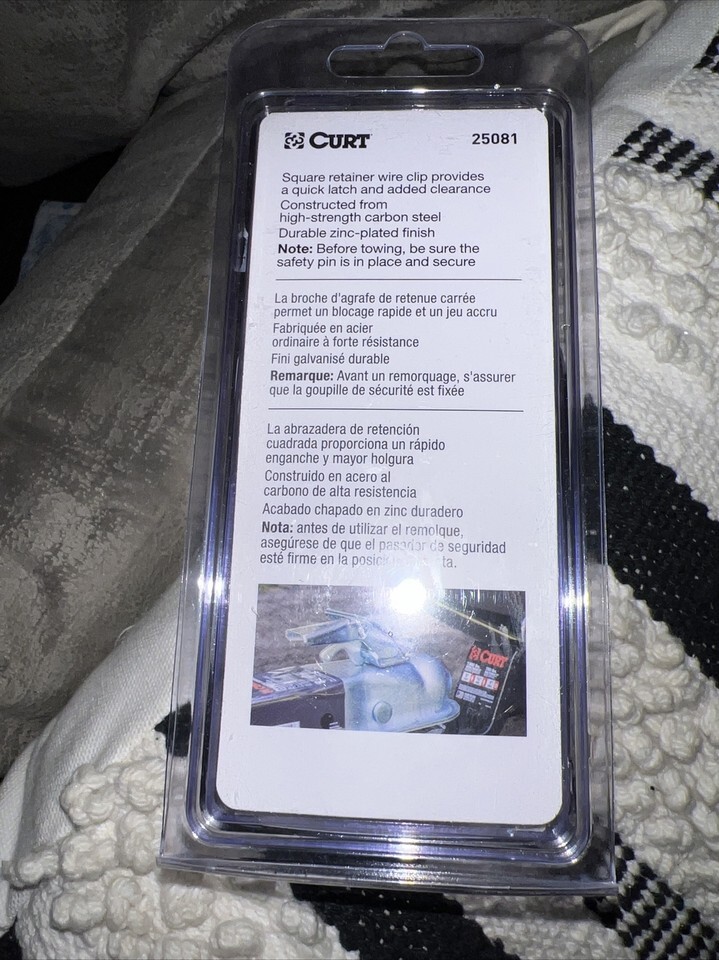 CURT
25081
Square retainer wire clip provides
a quick latch and added clearance
Constructed from
high-strength carbon steel
Durable zinc-plated finish
Note: Before towing, be sure the
safety pin is in place and secure
La broche d'agrafe de retenue carrée
permet un blocage rapide et un jeu accru
Fabriquée en acier
ordinaire à forte résistance
Fini galvanisé durable
Remarque: Avant un remorquage, s'assurer
que la goupille de sécurité est fixée
La abrazadera de retención
cuadrada proporciona un rápido
enganche y mayor holgura
Construido en acero al
carbono de alta resistencia
Acabado chapado en zinc duradero
Nota: antes de utilizar el remolque,
asegúrese de que el pasador de seguridad
esté firme en la
CURT